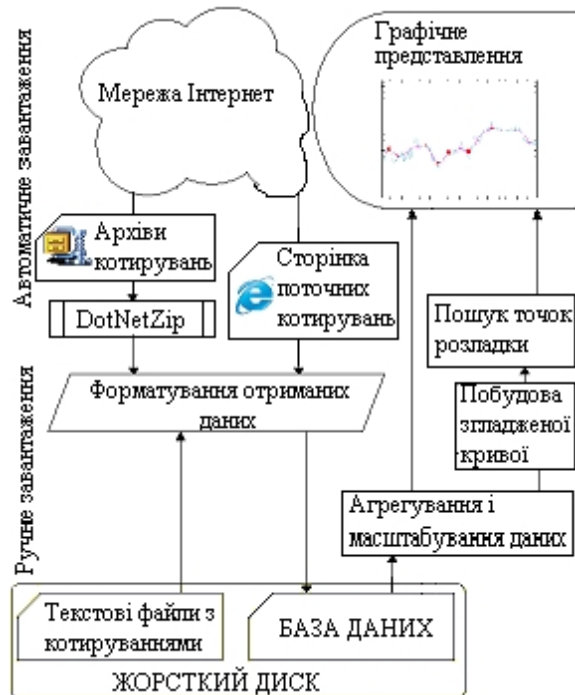 Автоматичне завантаження
Мережа Інтернет
Графічне
представлення
Архіви
котирувань
DotNetZip
Сторінка
поточних
котирувань
Пошук точок
розладки
Ручне завантаження
Форматування отриманих
даних
Побудова
згладженої
кривої
Агрегування і
масштабування даних
Текстові файли з
котируваннями
БАЗА ДАНИХ
ЖОРСТКИЙ ДИСК